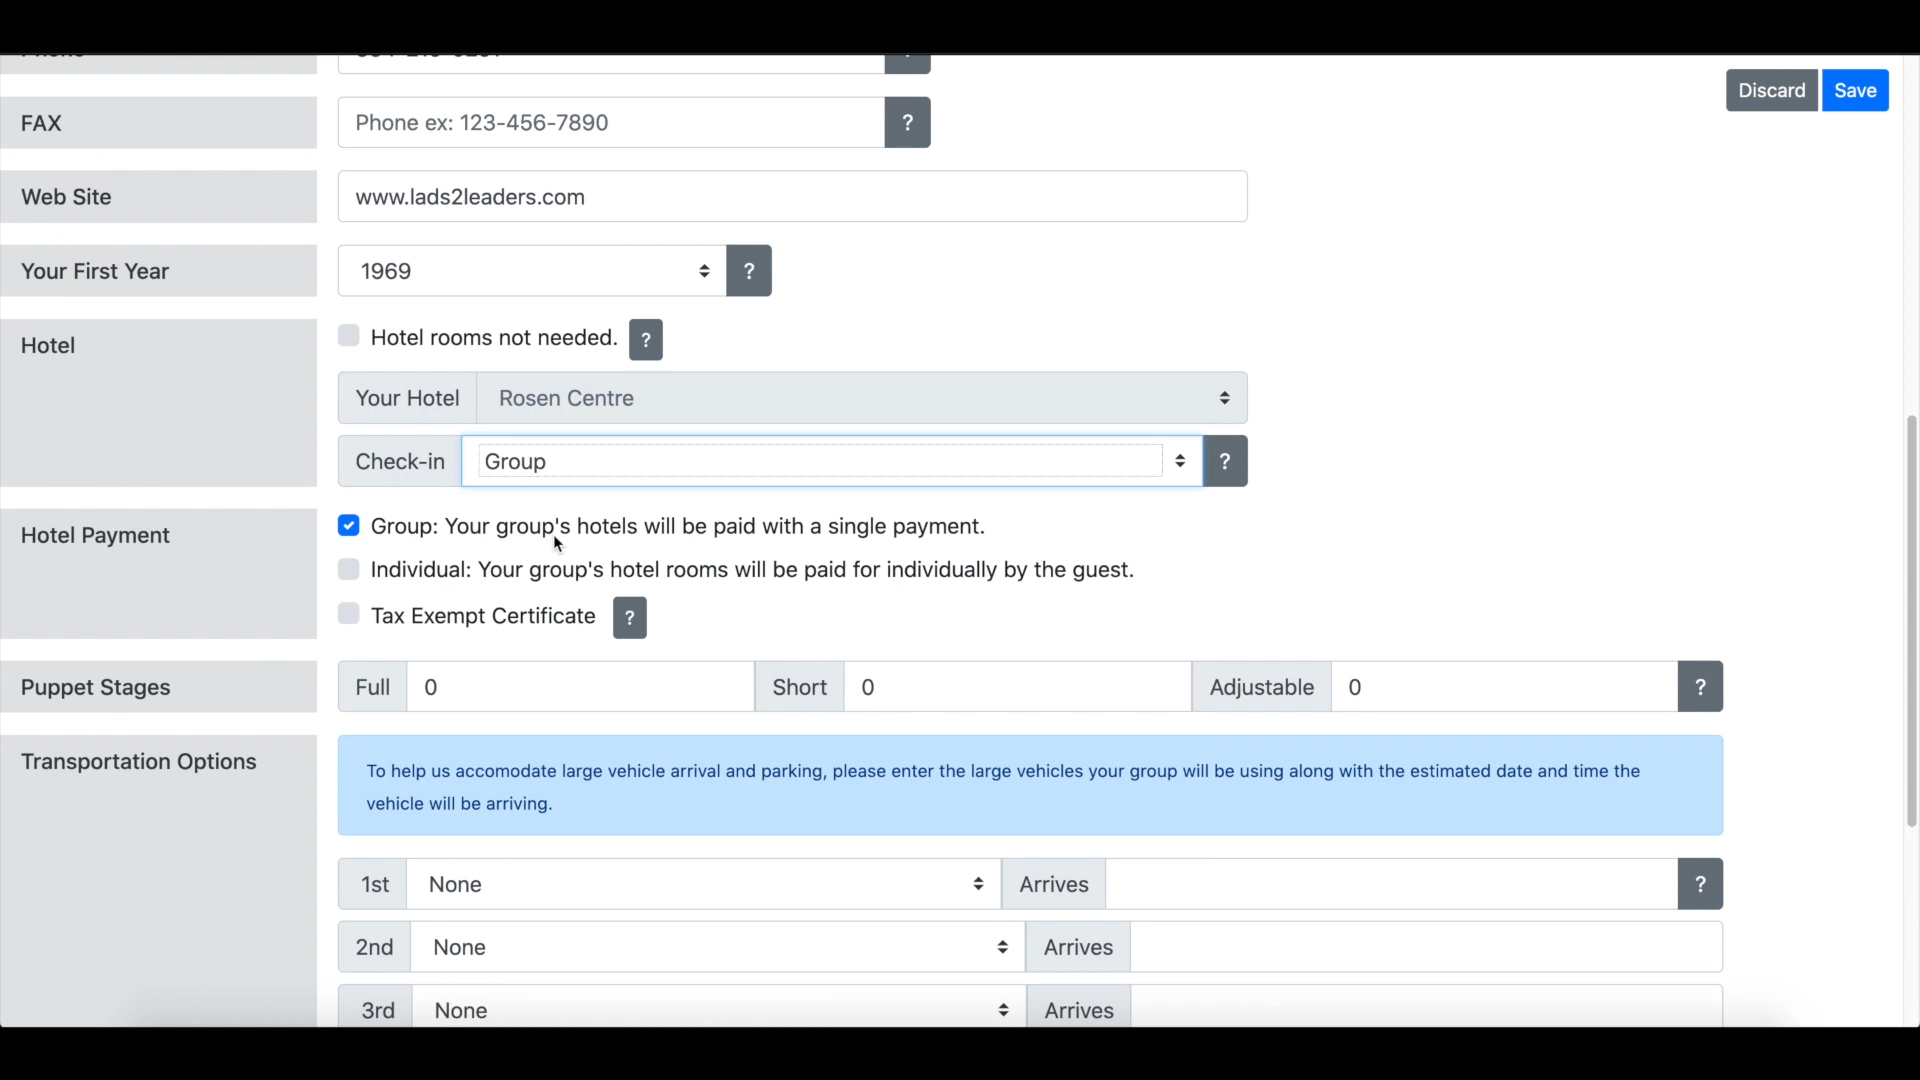 FAX
Phone ex: 123-456-7890
?
Discard
Save
Web Site
www.lads2leaders.com
Your First Year
1969
?
Hotel
Hotel rooms not needed.
?
Your Hotel
Rosen Centre
Check-in
Group
?
Hotel Payment
Group: Your group's hotels will be paid with a single payment.
Individual: Your group's hotel rooms will be paid for individually by the guest.
Tax Exempt Certificate
?
Puppet Stages
Full
0
Short
0
Adjustable
0
?
Transportation Options
To help us accomodate large vehicle arrival and parking, please enter the large vehicles your group will be using along with the estimated date and time the
vehicle will be arriving.
1st
None
Arrives
?
2nd
None
Arrives
3rd
None
Arrives